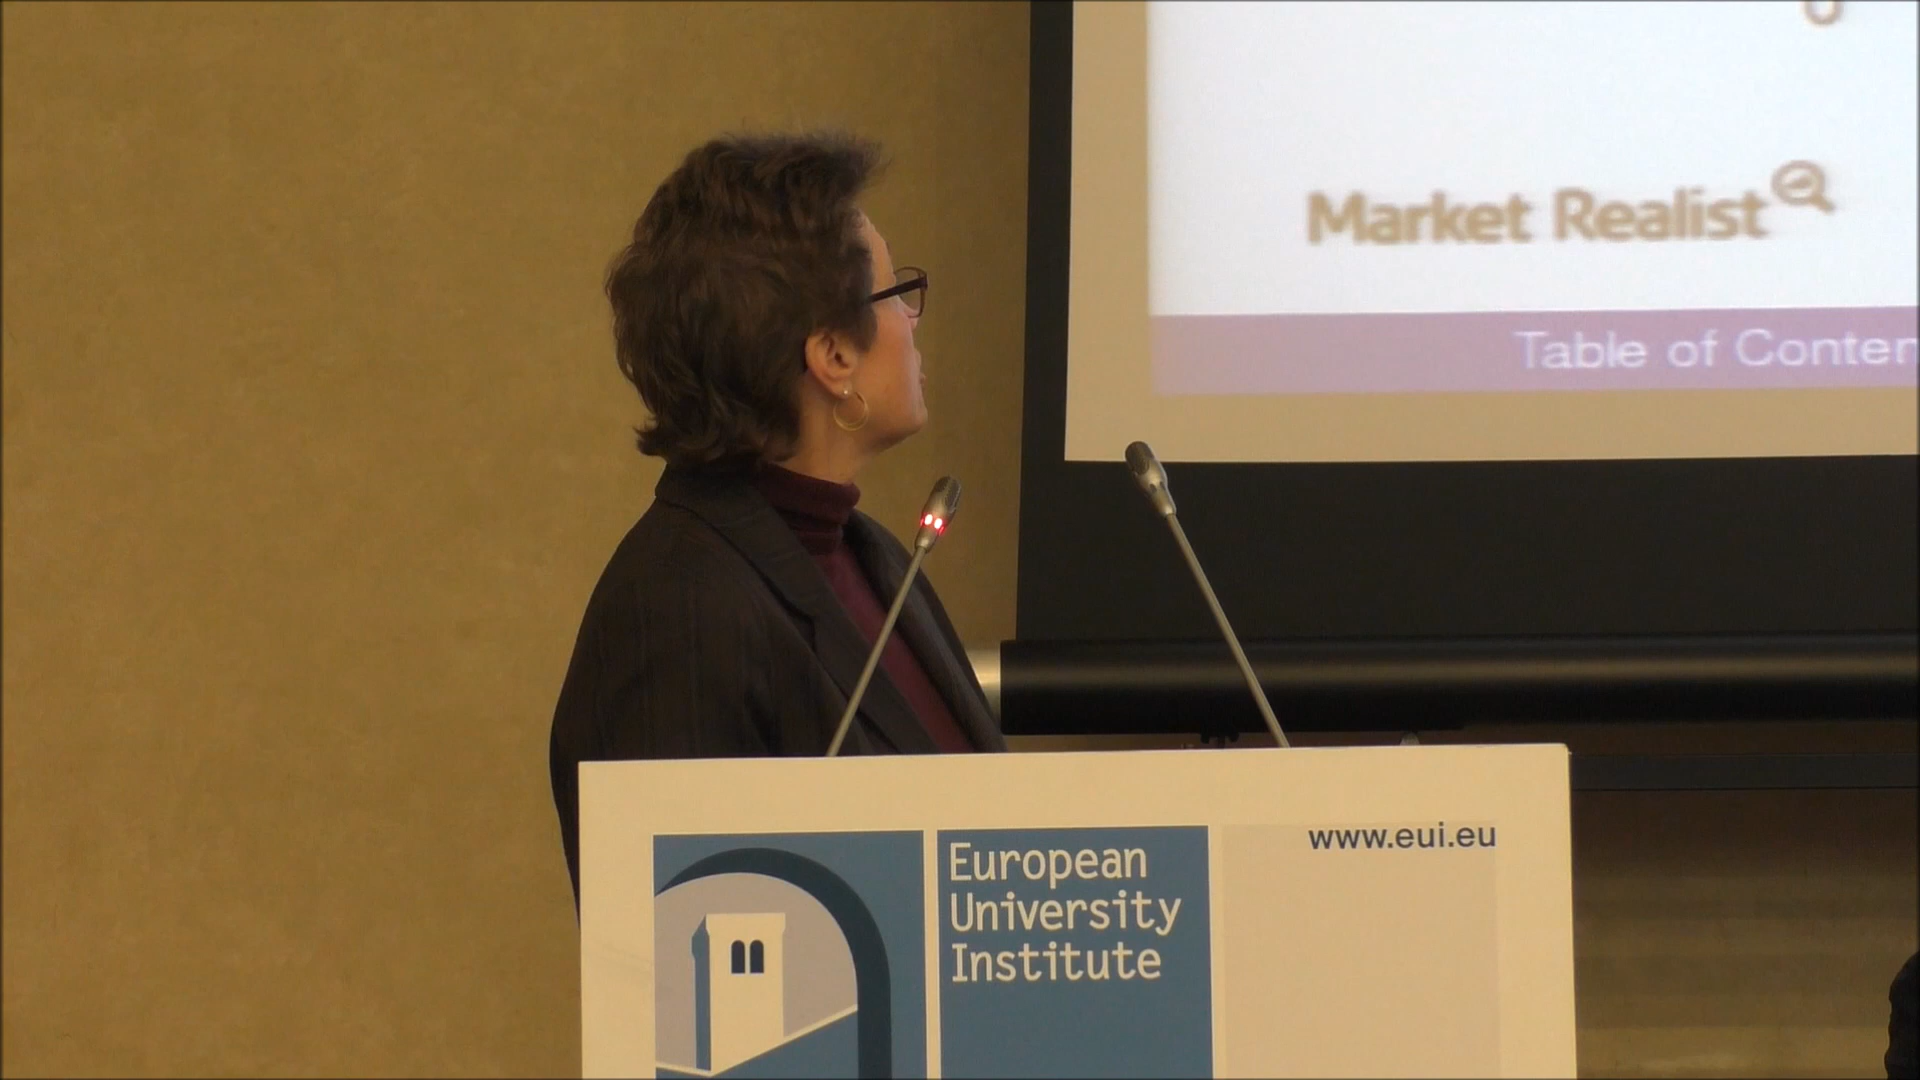 Market Realist
Table of Conten
European
University
Institute
www.eui.eu